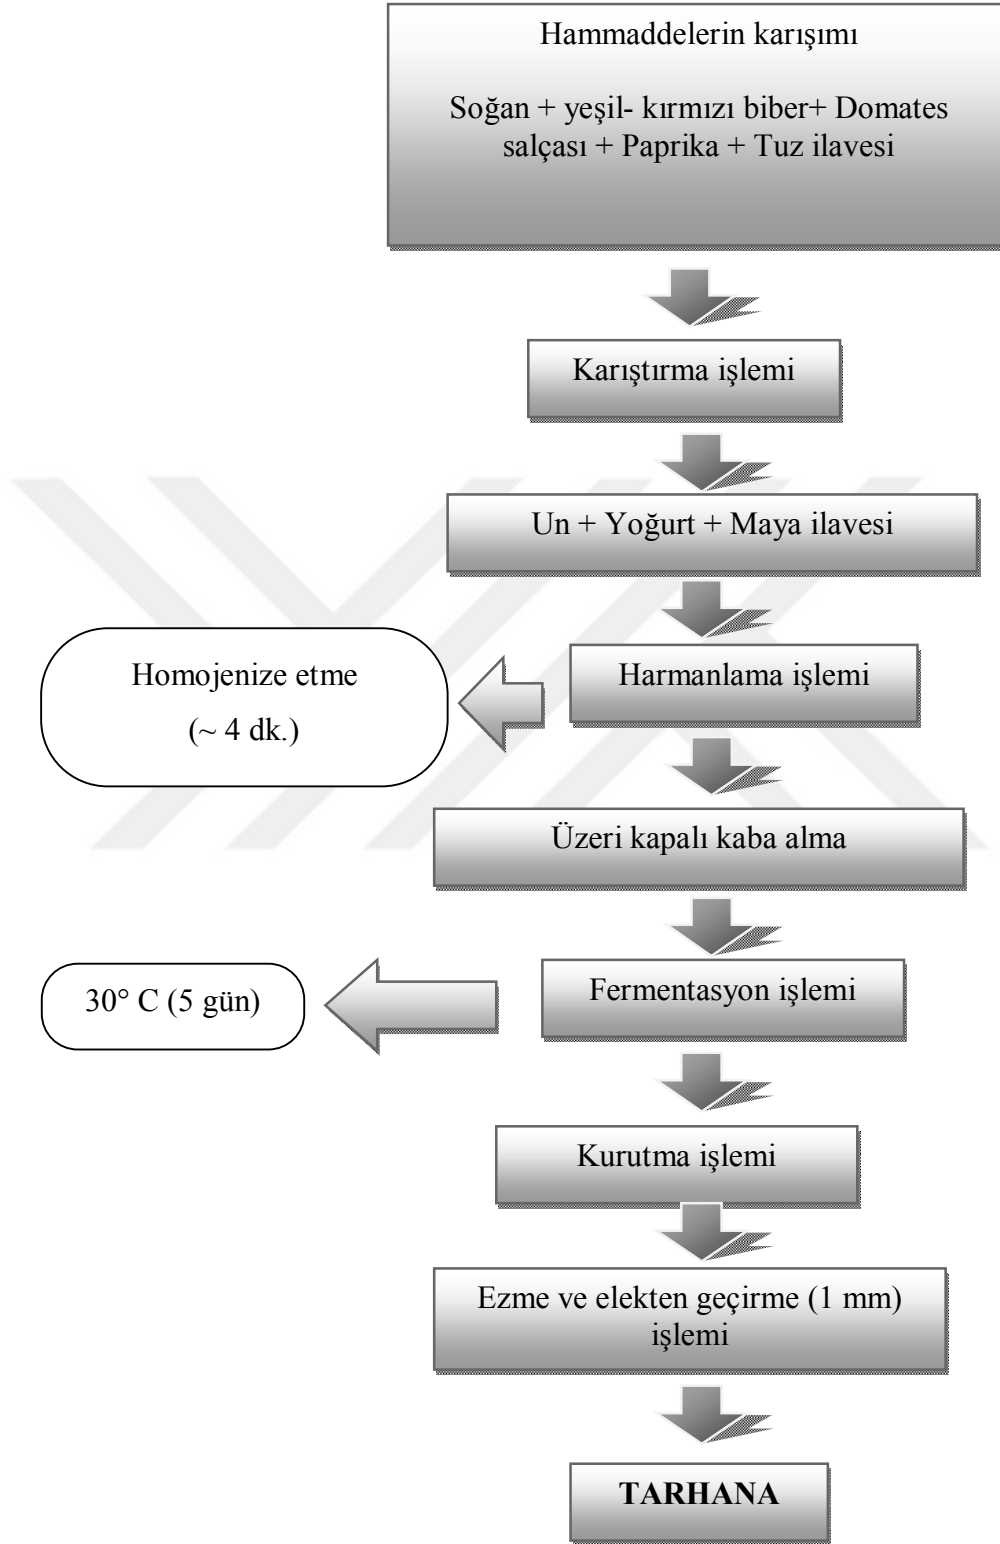 Hammaddelerin karışımı
Soğan + yeşil- kırmızı biber+ Domates
salçası + Paprika + Tuz ilavesi
Karıştırma işlemi
Un + Yoğurt + Maya ilavesi
Harmanlama işlemi
Homojenize etme
(~ 4 dk.)
Üzeri kapalı kaba alma
Fermentasyon işlemi
30° C (5 gün)
Kurutma işlemi
Ezme ve elekten geçirme (1 mm)
işlemi
TARHANA